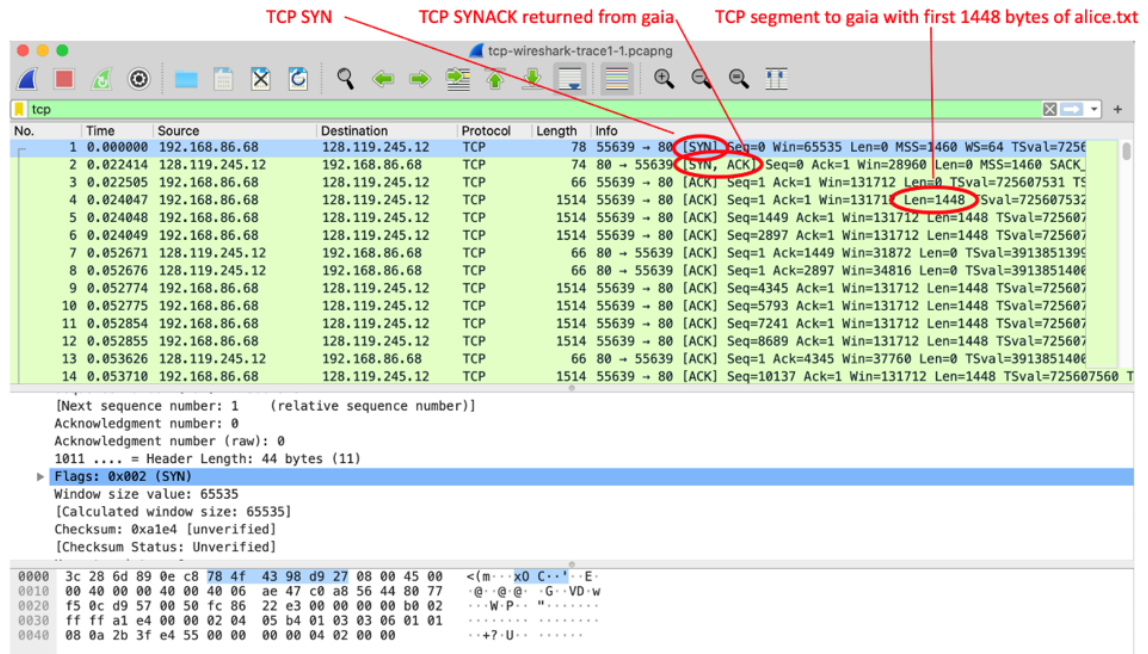 TCP SYN TCP SYNACK returned from gaia TCP segment to gaia with first 1448 bytes of alice.txt
tcp-wireshark-trace1-1.pcapng
tcp
No. Time Source Destination Protocol Length Info
1 0.000000 192.168.86.68 128.119.245.12 TCP 78 55639 → 80 [SYN] Seq=0 Win=65535 Len=0 MSS=1460 WS=64 TSval=7256
2 0.022414 128.119.245.12 192.168.86.68 TCP 74 80 → 55639 [SYN, ACK] Seq=0 Ack=1 Win=28960 Len=0 MSS=1460 SACK_
3 0.022505 192.168.86.68 128.119.245.12 TCP 66 55639 → 80 [ACK] Seq=1 Ack=1 Win=131712 Len=0 TSval=725607531 TS
4 0.024047 192.168.86.68 128.119.245.12 TCP 1514 55639 → 80 [ACK] Seq=1 Ack=1 Win=131712 Len=1448 TSval=725607532
5 0.024048 192.168.86.68 128.119.245.12 TCP 1514 55639 → 80 [ACK] Seq=1449 Ack=1 Win=131712 Len=1448 TSval=725607
6 0.024049 192.168.86.68 128.119.245.12 TCP 1514 55639 → 80 [ACK] Seq=2897 Ack=1 Win=131712 Len=1448 TSval=725607
7 0.052671 128.119.245.12 192.168.86.68 TCP 66 80 → 55639 [ACK] Seq=1 Ack=1449 Win=31872 Len=0 TSval=3913851399
8 0.052676 128.119.245.12 192.168.86.68 TCP 66 80 → 55639 [ACK] Seq=1 Ack=2897 Win=34816 Len=0 TSval=3913851400
9 0.052774 192.168.86.68 128.119.245.12 TCP 1514 55639 → 80 [ACK] Seq=4345 Ack=1 Win=131712 Len=1448 TSval=725607
10 0.052775 192.168.86.68 128.119.245.12 TCP 1514 55639 → 80 [ACK] Seq=5793 Ack=1 Win=131712 Len=1448 TSval=725607
11 0.052854 192.168.86.68 128.119.245.12 TCP 1514 55639 → 80 [ACK] Seq=7241 Ack=1 Win=131712 Len=1448 TSval=725607
12 0.052855 192.168.86.68 128.119.245.12 TCP 1514 55639 → 80 [ACK] Seq=8689 Ack=1 Win=131712 Len=1448 TSval=725607
13 0.053626 128.119.245.12 192.168.86.68 TCP 66 80 → 55639 [ACK] Seq=1 Ack=4345 Win=37760 Len=0 TSval=3913851400
14 0.053710 192.168.86.68 128.119.245.12 TCP 1514 55639 → 80 [ACK] Seq=10137 Ack=1 Win=131712 Len=1448 TSval=725607560 T
[Next sequence number: 1 (relative sequence number)]
Acknowledgment number: 0
Acknowledgment number (raw): 0
1011 .... = Header Length: 44 bytes (11)
Flags: 0x002 (SYN)
Window size value: 65535
[Calculated window size: 65535]
Checksum: 0xa1e4 [unverified]
[Checksum Status: Unverified]
0000 3c 28 6d 89 0e c8 78 4f 43 98 d9 27 08 00 45 00 <(m···xO C··'··E·
0010 00 40 00 00 40 00 40 06 ae 47 c0 a8 56 44 80 77 ·@··@·@· ·G··VD·w
0020 f5 0c d9 57 00 50 fc 86 22 e3 00 00 00 00 b0 02 ···W·P·· "·······
0030 ff ff a1 e4 00 00 02 04 05 b4 01 03 03 06 01 01 ········ ········
0040 08 0a 2b 3f e4 55 00 00 00 00 04 02 00 00 ··+?·U·· ······